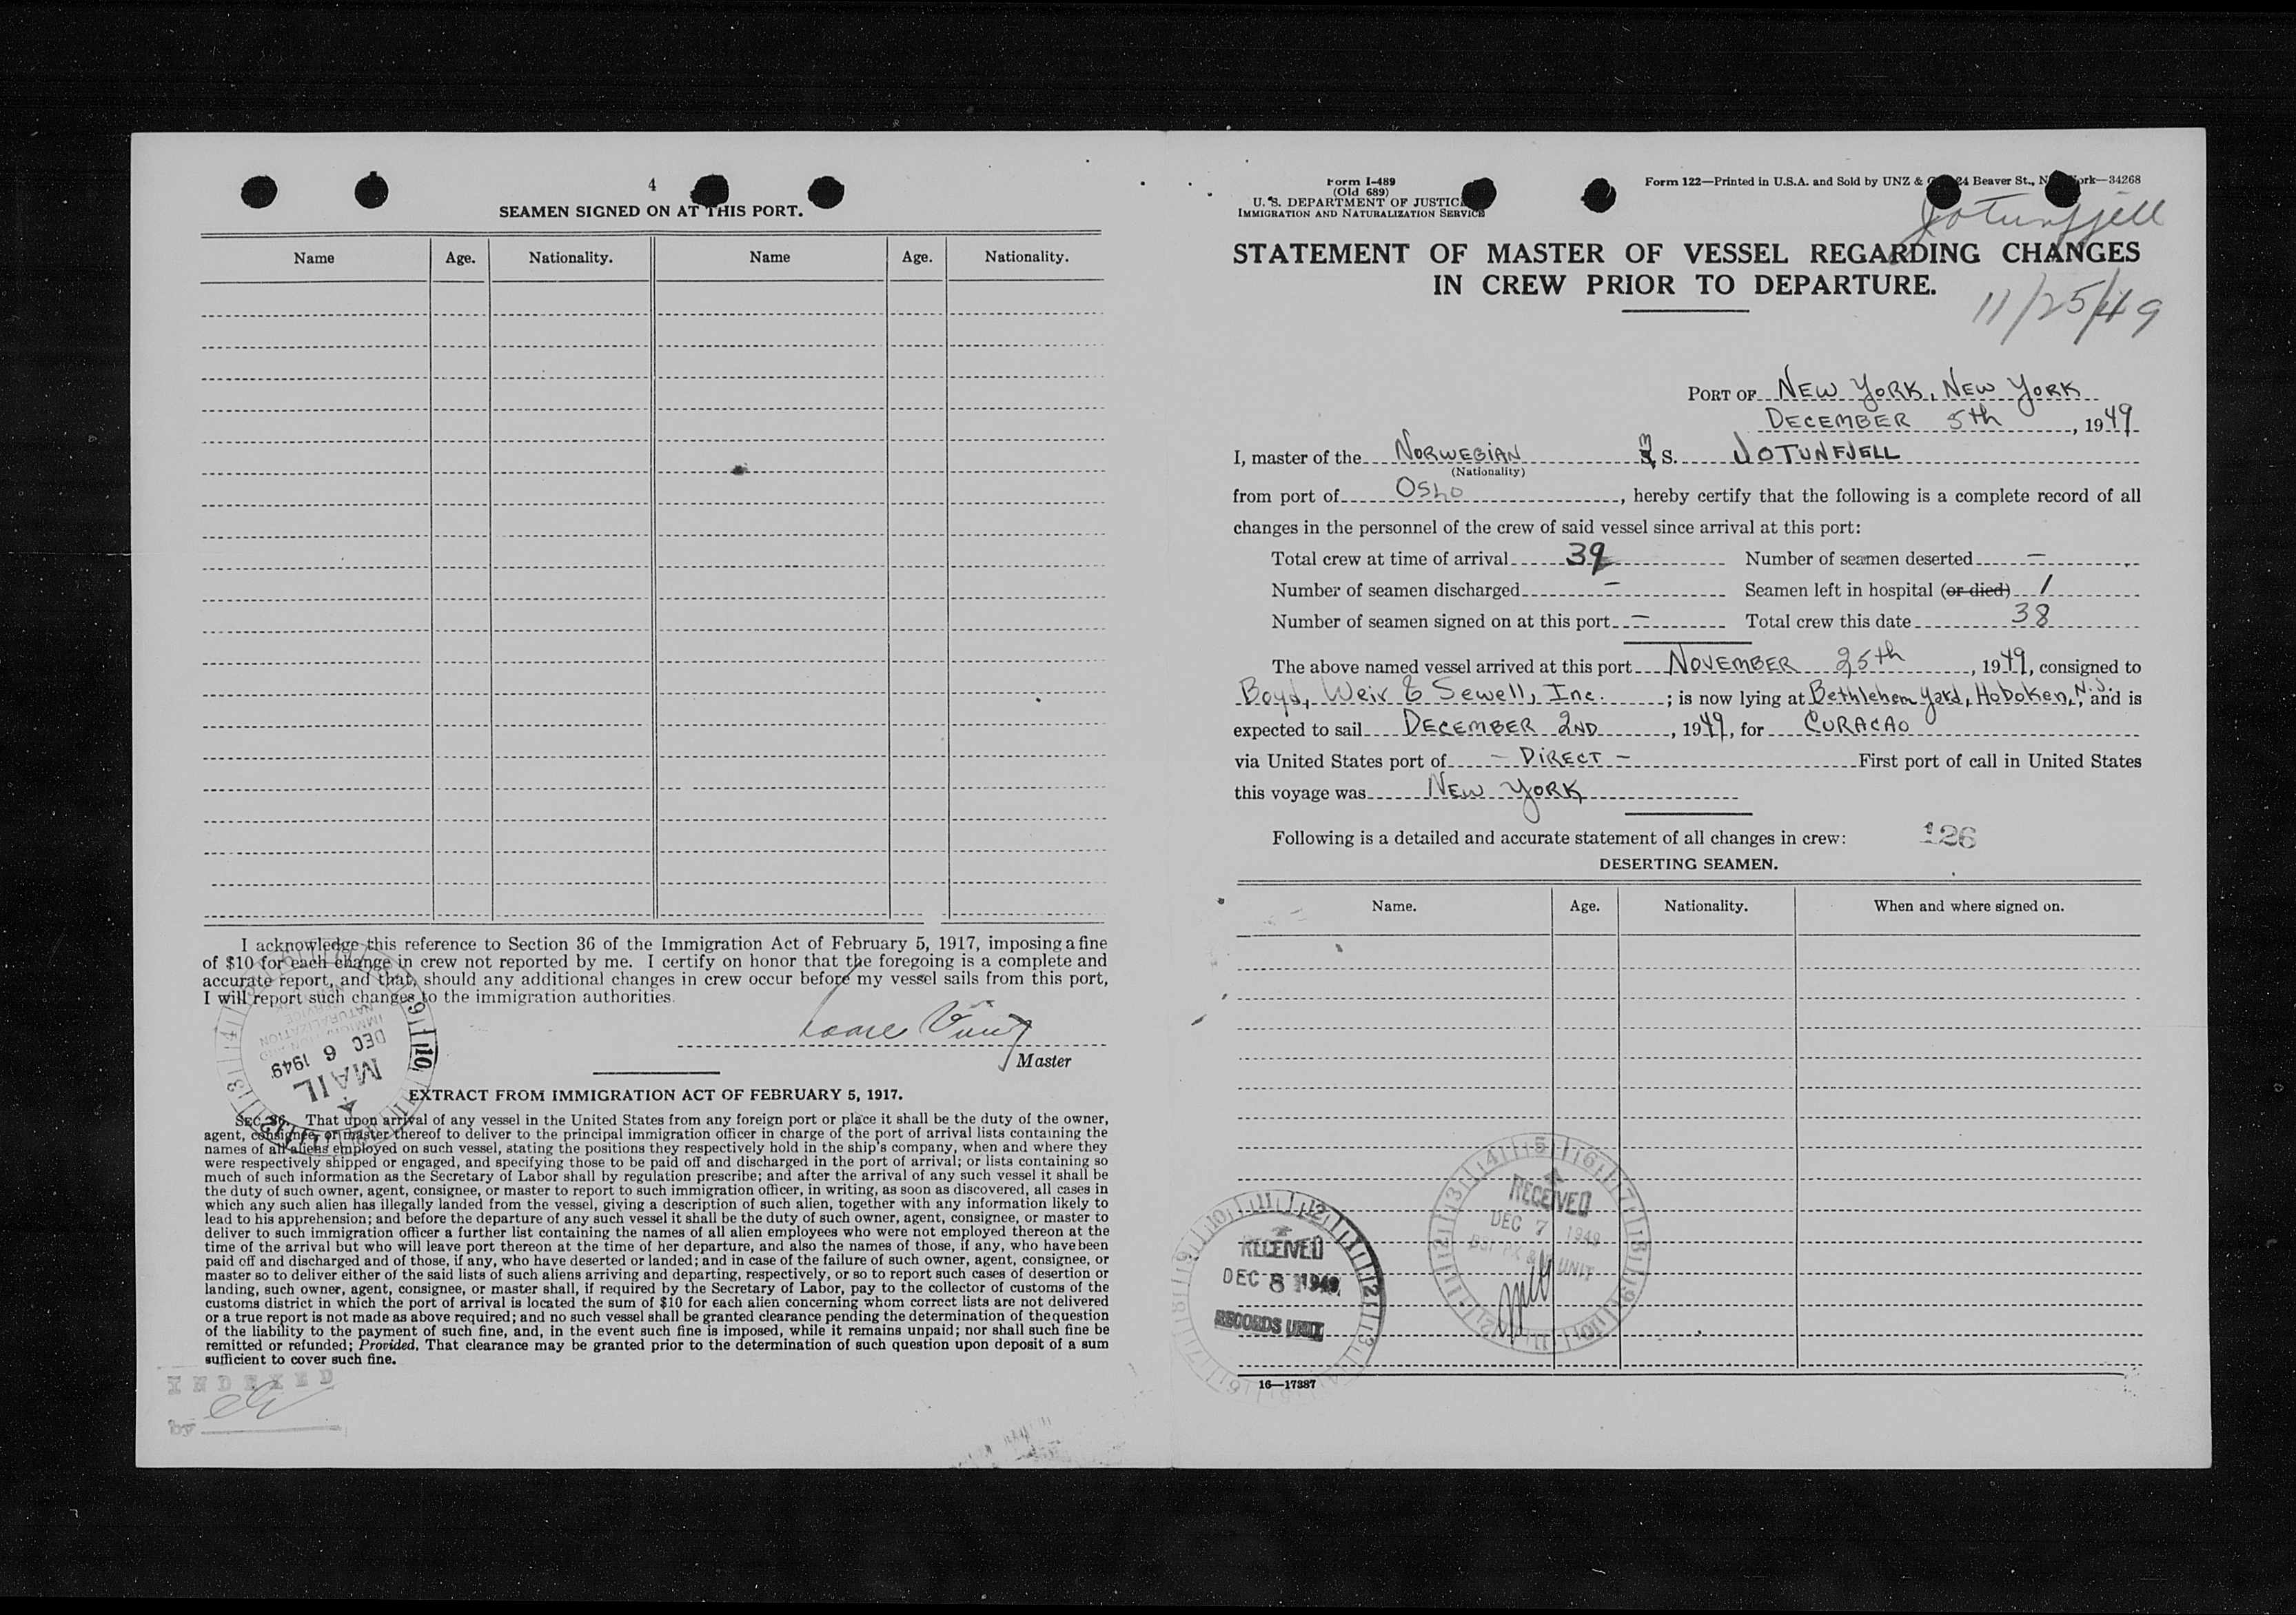 4
SEAMEN SIGNED ON AT THIS PORT.
Name Age. Nationality. Name Age. Nationality.
I acknowledge this reference to Section 36 of the Immigration Act of February 5, 1917, imposing a fine
of $10 for each change in crew not reported by me. I certify on honor that the foregoing is a complete and
accurate report, and that, should any additional changes in crew occur before my vessel sails from this port,
I will report such changes to the immigration authorities.
Master
DEC 6 1949
MAIL
EXTRACT FROM IMMIGRATION ACT OF FEBRUARY 5, 1917.
SEC. 36. That upon arrival of any vessel in the United States from any foreign port or place it shall be the duty of the owner,
agent, consignee, or master thereof to deliver to the principal immigration officer in charge of the port of arrival lists containing the
names of all aliens employed on such vessel, stating the positions they respectively hold in the ship's company, when and where they
were respectively shipped or engaged, and specifying those to be paid off and discharged in the port of arrival; or lists containing so
much of such information as the Secretary of Labor shall by regulation prescribe; and after the arrival of any such vessel it shall be
the duty of such owner, agent, consignee, or master to report to such immigration officer, in writing, as soon as discovered, all cases in
which any such alien has illegally landed from the vessel, giving a description of such alien, together with any information likely to
lead to his apprehension; and before the departure of any such vessel it shall be the duty of such owner, agent, consignee, or master to
deliver to such immigration officer a further list containing the names of all alien employees who were not employed thereon at the
time of the arrival but who will leave port thereon at the time of her departure, and also the names of those, if any, who have been
paid off and discharged and of those, if any, who have deserted or landed; and in case of the failure of such owner, agent, consignee, or
master so to deliver either of the said lists of such aliens arriving and departing, respectively, or so to report such cases of desertion or
landing, such owner, agent, consignee, or master shall, if required by the Secretary of Labor, pay to the collector of customs of the
customs district in which the port of arrival is located the sum of $10 for each alien concerning whom correct lists are not delivered
or a true report is not made as above required; and no such vessel shall be granted clearance pending the determination of the question
of the liability to the payment of such fine, and, in the event such fine is imposed, while it remains unpaid; nor shall such fine be
remitted or refunded; Provided, That clearance may be granted prior to the determination of such question upon deposit of a sum
sufficient to cover such fine.
INDEXED
by
Form I-489
(Old 689)
U. S. DEPARTMENT OF JUSTICE
IMMIGRATION AND NATURALIZATION SERVICE
Form 122—Printed in U.S.A. and Sold by UNZ & 24 Beaver St., York—34268
Jotunfjell
STATEMENT OF MASTER OF VESSEL REGARDING CHANGES
IN CREW PRIOR TO DEPARTURE.
11/25/49
PORT OF NEW YORK, NEW YORK
DECEMBER 5th, 1949
I, master of the NORWEGIAN M S. JOTUNFJELL
(Nationality)
from port of OSLO, hereby certify that the following is a complete record of all
changes in the personnel of the crew of said vessel since arrival at this port:
Total crew at time of arrival 39 Number of seamen deserted —
Number of seamen discharged — Seamen left in hospital (or died) 1
Number of seamen signed on at this port — Total crew this date 38
The above named vessel arrived at this port NOVEMBER 25th, 1949, consigned to
Boyd, Weir & Sewell, Inc. ; is now lying at Bethlehem Yard, Hoboken, N.J. and is
expected to sail DECEMBER 2ND, 1949, for CURACAO
via United States port of — DIRECT — First port of call in United States
this voyage was NEW YORK
Following is a detailed and accurate statement of all changes in crew: 126
DESERTING SEAMEN.
Name. Age. Nationality. When and where signed on.
RECEIVED
DEC 7 1949
UNIT
RECEIVED
DEC 8 1949
RECORDS UNIT
16—17387